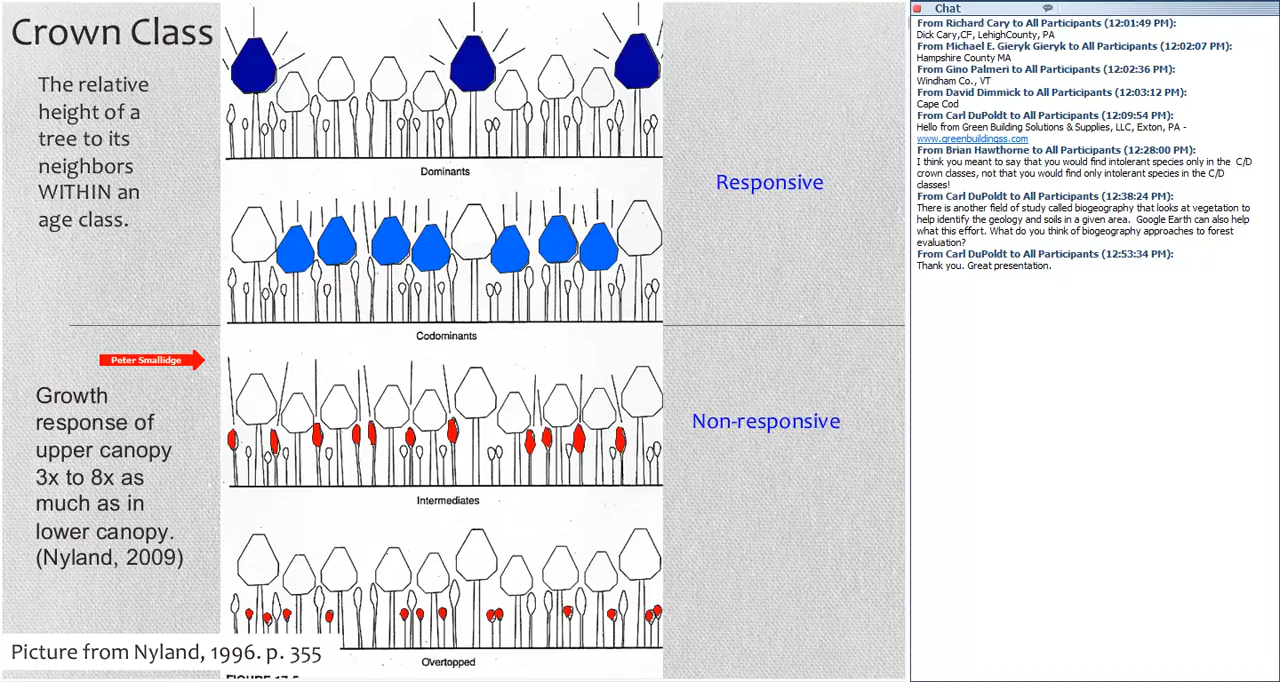 Crown Class
The relative
height of a
tree to its
neighbors
WITHIN an
age class.
Dominants
Responsive
Codominants
Peter Smallidge
Growth
response of
upper canopy
3x to 8x as
much as in
lower canopy.
(Nyland, 2009)
Non-responsive
Intermediates
Overtopped
Picture from Nyland, 1996. p. 355
FIGURE 17-5
Chat
From Richard Cary to All Participants (12:01:49 PM):
Dick Cary,CF, LehighCounty, PA
From Michael E. Gieryk Gieryk to All Participants (12:02:07 PM):
Hampshire County MA
From Gino Palmeri to All Participants (12:02:36 PM):
Windham Co., VT
From David Dimmick to All Participants (12:03:12 PM):
Cape Cod
From Carl DuPoldt to All Participants (12:09:54 PM):
Hello from Green Building Solutions & Supplies, LLC, Exton, PA -
www.greenbuildingss.com
From Brian Hawthorne to All Participants (12:28:00 PM):
I think you meant to say that you would find intolerant species only in the C/D
crown classes, not that you would find only intolerant species in the C/D
classes!
From Carl DuPoldt to All Participants (12:38:24 PM):
There is another field of study called biogeography that looks at vegetation to
help identify the geology and soils in a given area. Google Earth can also help
what this effort. What do you think of biogeography approaches to forest
evaluation?
From Carl DuPoldt to All Participants (12:53:34 PM):
Thank you. Great presentation.